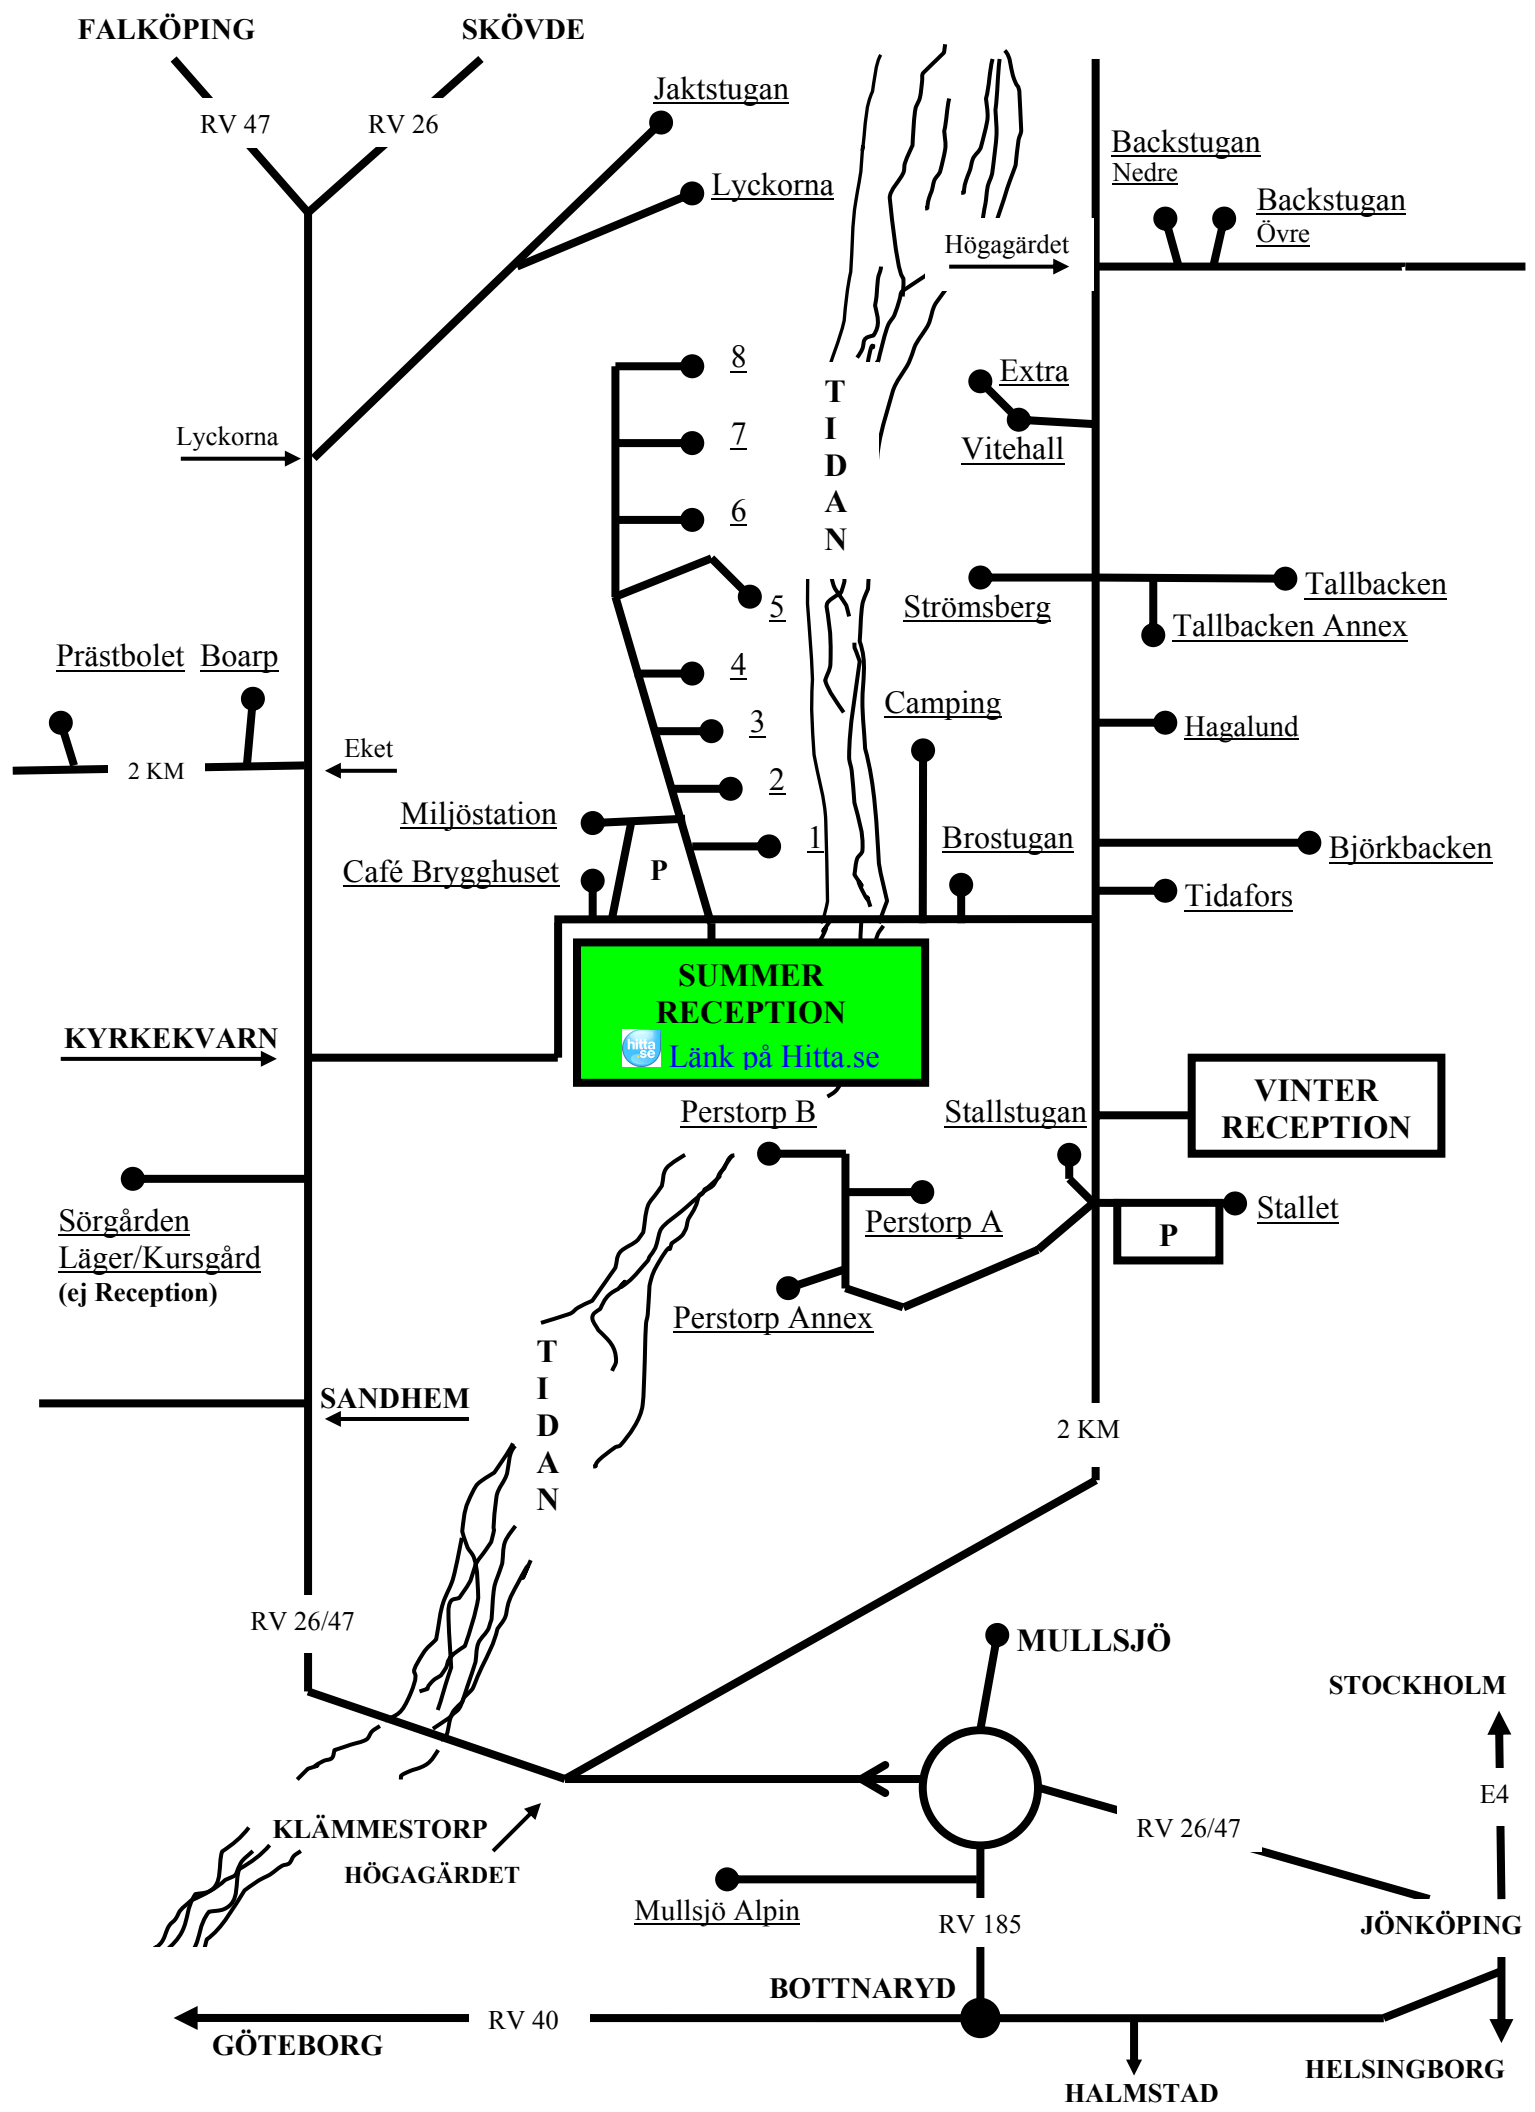 FALKÖPING
SKÖVDE
RV 47
RV 26
Jaktstugan
Lyckorna
Backstugan
Nedre
Backstugan
Övre
Högagärdet
8
Extra
T
I
D
A
N
Lyckorna
7
Vitehall
6
5
Strömsberg
Tallbacken
Tallbacken Annex
Prästbolet
Boarp
4
Camping
3
Hagalund
2 KM
Eket
2
Miljöstation
1
Brostugan
Björkbacken
Café Brygghuset
P
Tidafors
SUMMER
RECEPTION
hitta
se
Länk på Hitta.se
KYRKEKVARN
VINTER
RECEPTION
Perstorp B
Stallstugan
Perstorp A
Stallet
P
Sörgården
Läger/Kursgård
(ej Reception)
Perstorp Annex
T
I
D
A
N
SANDHEM
2 KM
RV 26/47
MULLSJÖ
STOCKHOLM
E4
KLÄMMESTORP
RV 26/47
HÖGAGÄRDET
Mullsjö Alpin
RV 185
JÖNKÖPING
BOTTNARYD
RV 40
GÖTEBORG
HELSINGBORG
HALMSTAD